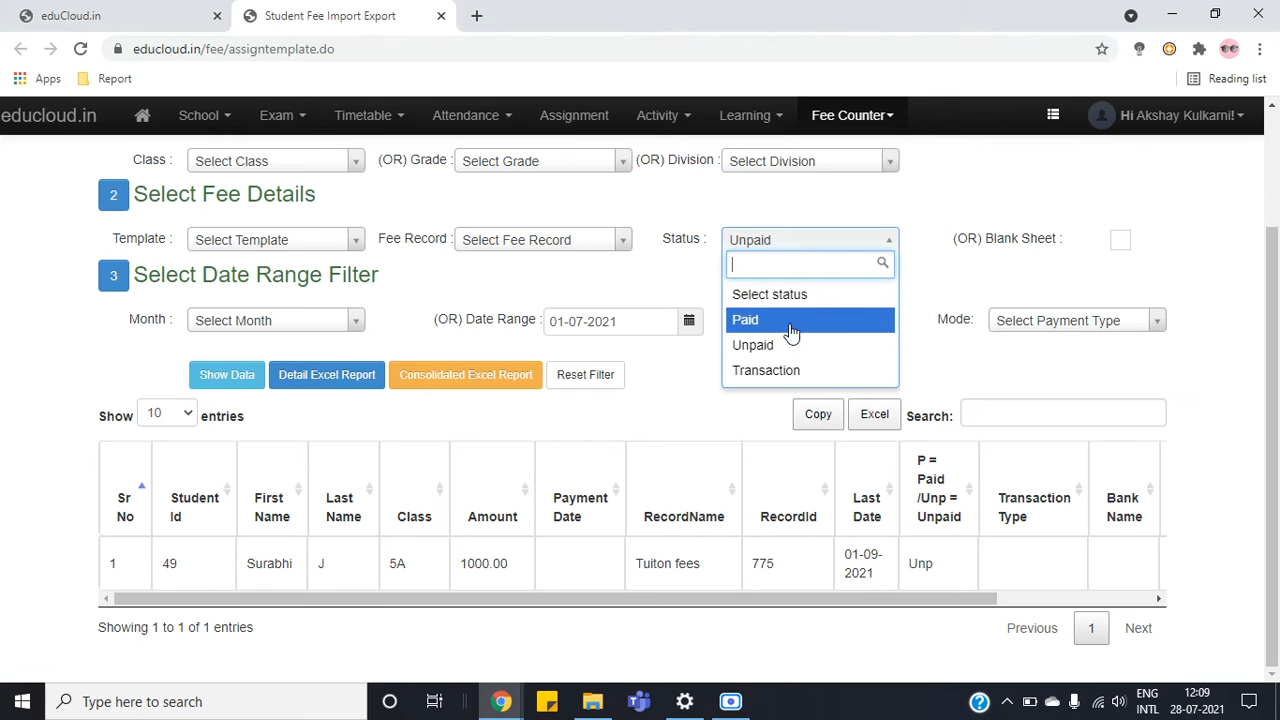 eduCloud.in
Student Fee Import Export
educloud.in/fee/assigntemplate.do
Apps
Report
Reading list
educloud.in
School
Exam
Timetable
Attendance
Assignment
Activity
Learning
Fee Counter
Hi Akshay Kulkarni!
Class :
Select Class
(OR) Grade :
Select Grade
(OR) Division :
Select Division
2 Select Fee Details
Template :
Select Template
Fee Record :
Select Fee Record
Status :
Unpaid
(OR) Blank Sheet :
Select status
Paid
Unpaid
Transaction
3 Select Date Range Filter
Month :
Select Month
(OR) Date Range :
01-07-2021
Mode:
Select Payment Type
Show Data
Detail Excel Report
Consolidated Excel Report
Reset Filter
Show 10 entries
Copy
Excel
Search:
Sr No
Student Id
First Name
Last Name
Class
Amount
Payment Date
RecordName
RecordId
Last Date
P = Paid /Unp = Unpaid
Transaction Type
Bank Name
1 49 Surabhi J 5A 1000.00 Tuiton fees 775 01-09-2021 Unp
Showing 1 to 1 of 1 entries
Previous
1
Next
Type here to search
ENG
INTL
12:09
28-07-2021